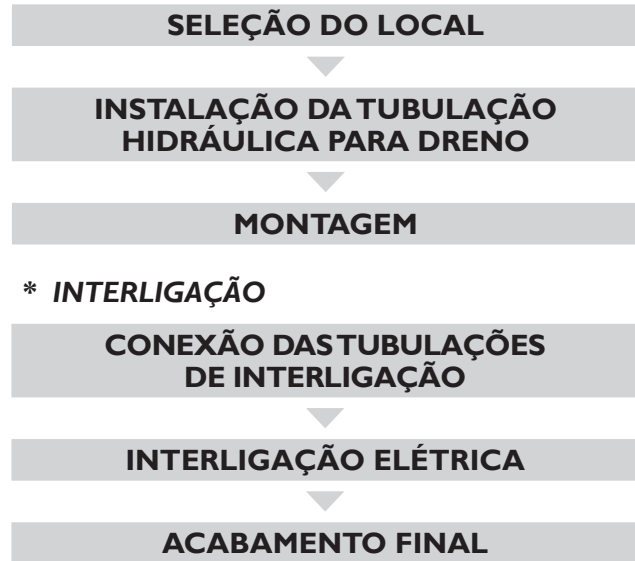 SELEÇÃO DO LOCAL
INSTALAÇÃO DA TUBULAÇÃO
HIDRÁULICA PARA DRENO
MONTAGEM
* INTERLIGAÇÃO
CONEXÃO DAS TUBULAÇÕES
DE INTERLIGAÇÃO
INTERLIGAÇÃO ELÉTRICA
ACABAMENTO FINAL